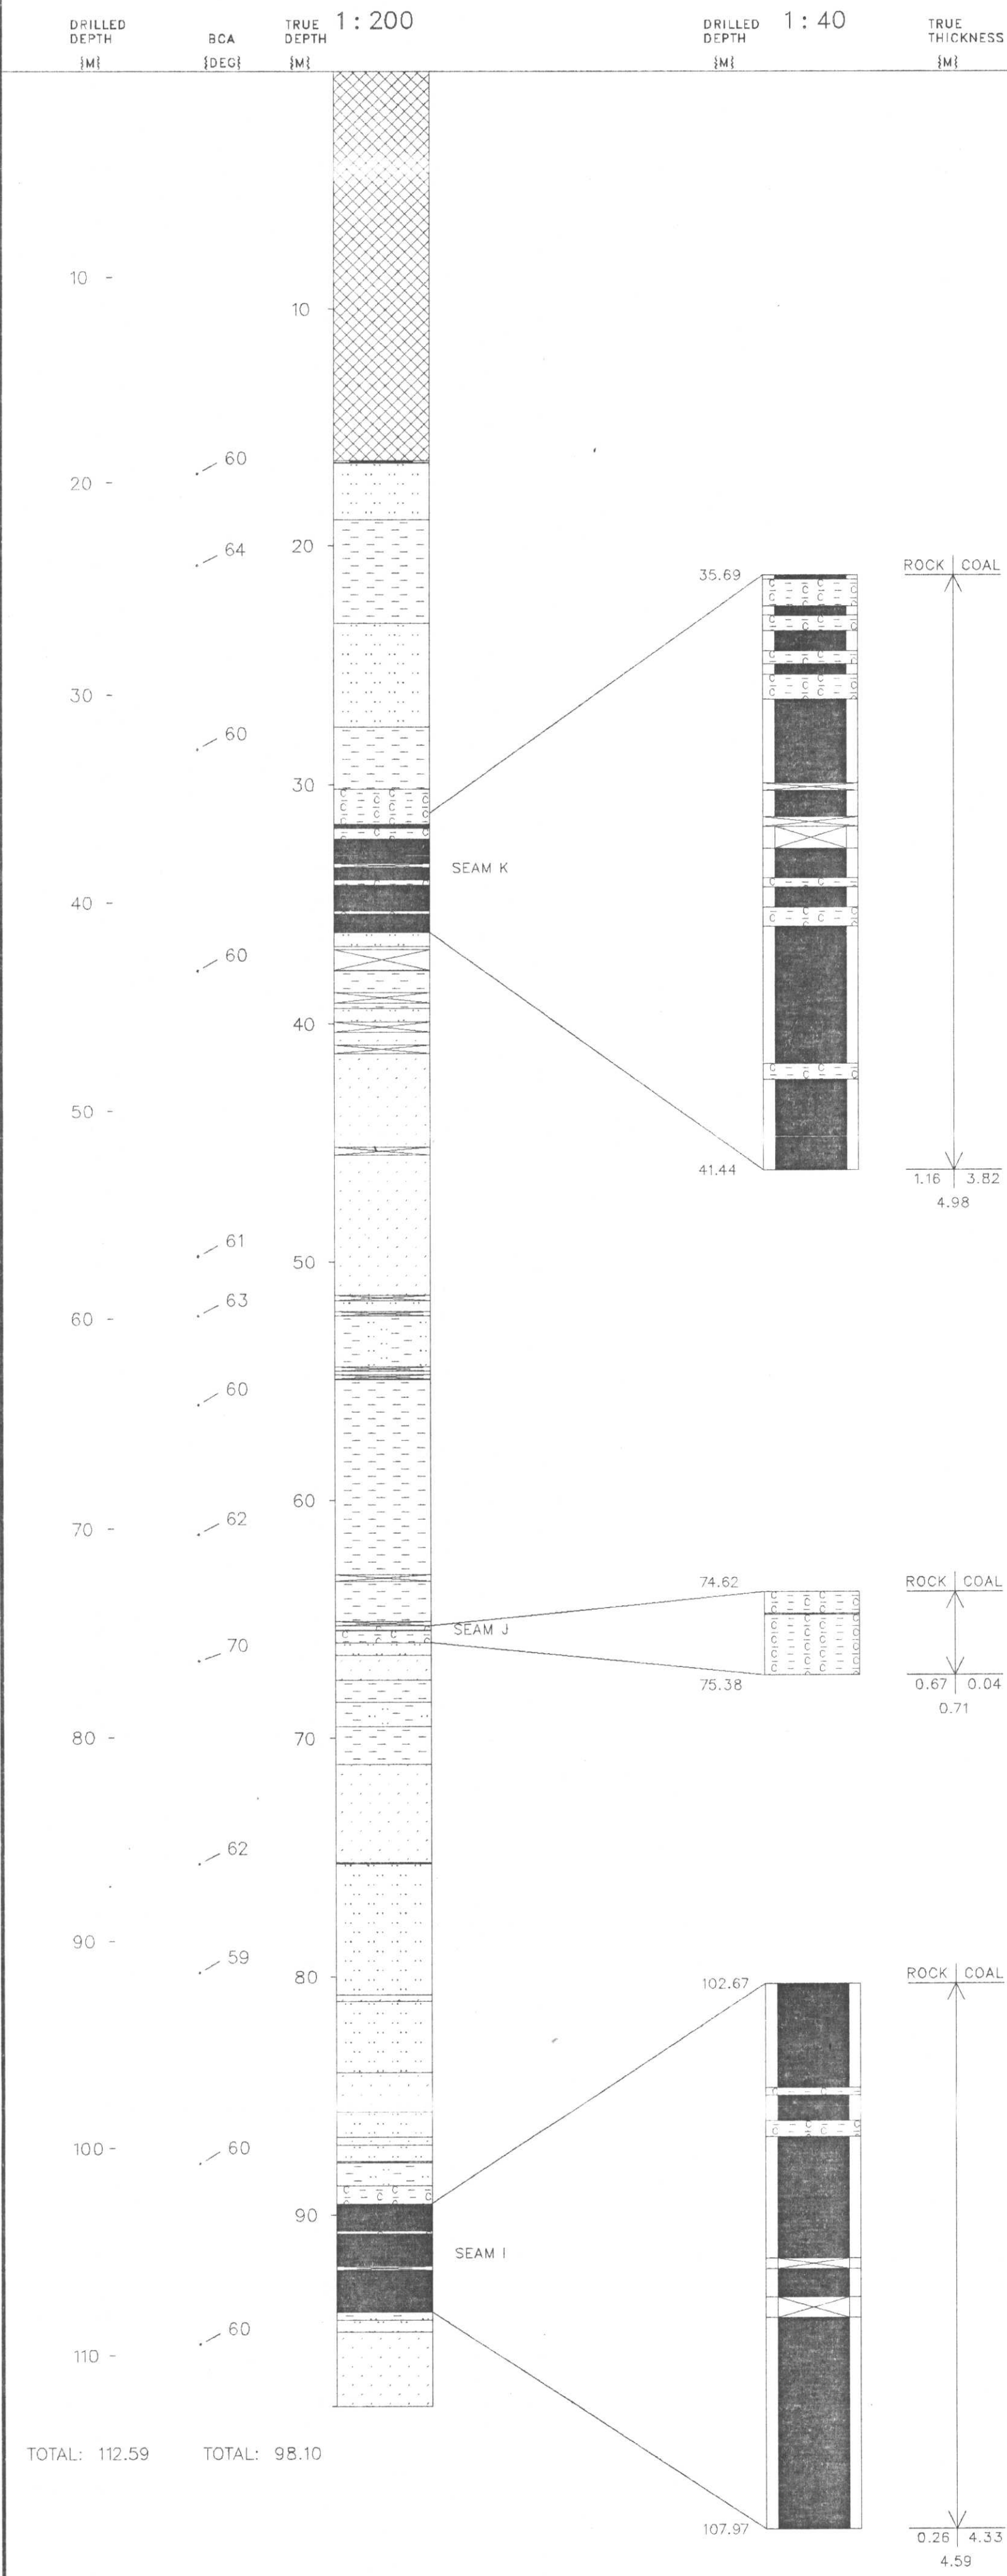 DRILLED DEPTH {M}
BCA {DEG}
TRUE DEPTH {M}
1:200
DRILLED DEPTH {M}
1:40
TRUE THICKNESS {M}
10 -
10
60
20 -
64
20
35.69
ROCK | COAL
30 -
60
30
SEAM K
40 -
60
40
50 -
41.44
1.16 | 3.82
4.98
61
50
63
60 -
60
60
62
70 -
74.62
ROCK | COAL
SEAM J
70
75.38
0.67 | 0.04
0.71
80 -
70
62
90 -
59
80
102.67
ROCK | COAL
100 -
60
90
SEAM I
60
110 -
TOTAL: 112.59
TOTAL: 98.10
107.97
0.26 | 4.33
4.59